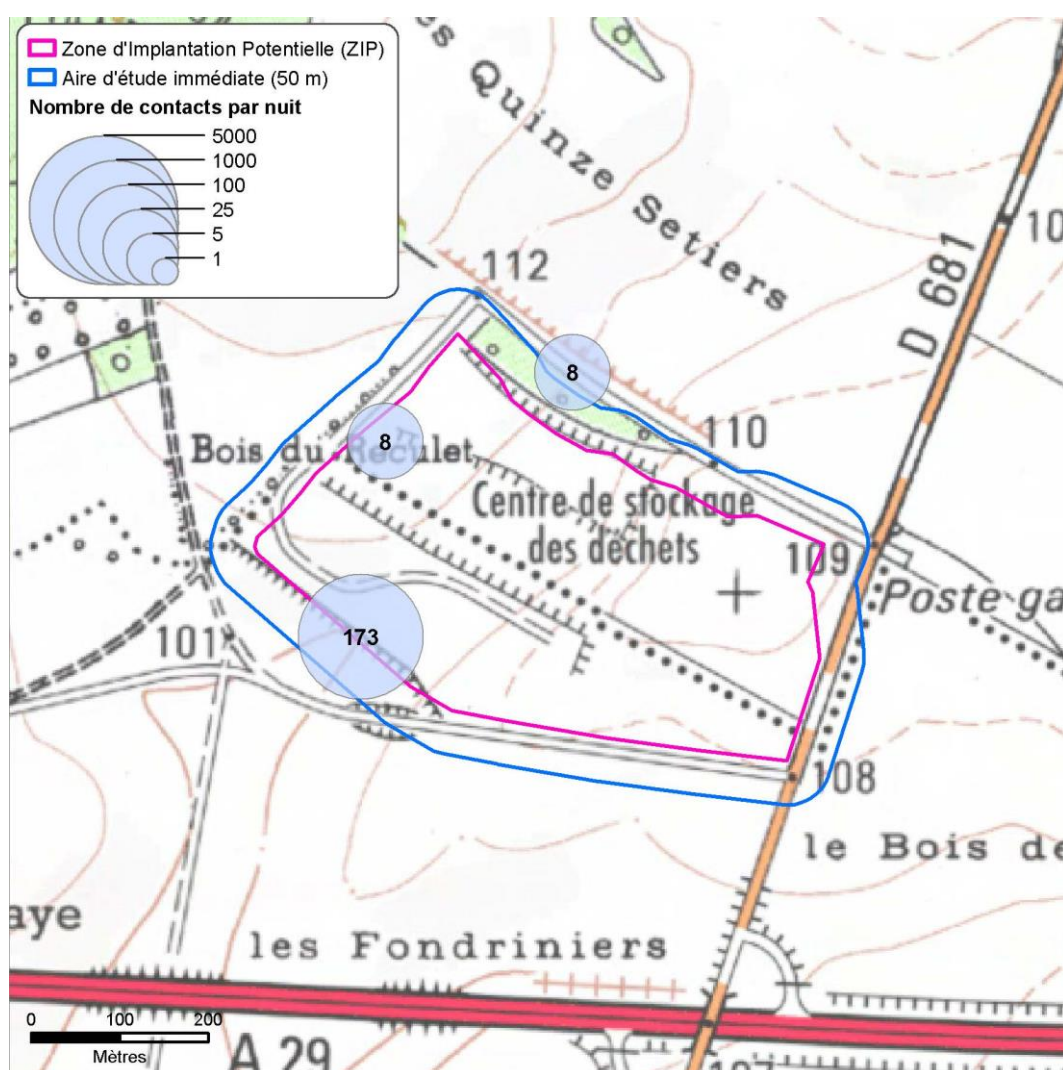 Zone d'Implantation Potentielle (ZIP)
Aire d'étude immédiate (50 m)
Nombre de contacts par nuit
5000
1000
100
25
5
1
es Quinze Setiers
112
D 681
10
8
8
110
Bois du Reculet
Centre de stockage
des déchets
109
Poste ga
173
101
108
le Bois de
aye
les Fondriniers
0 100 200
Mètres
A 29